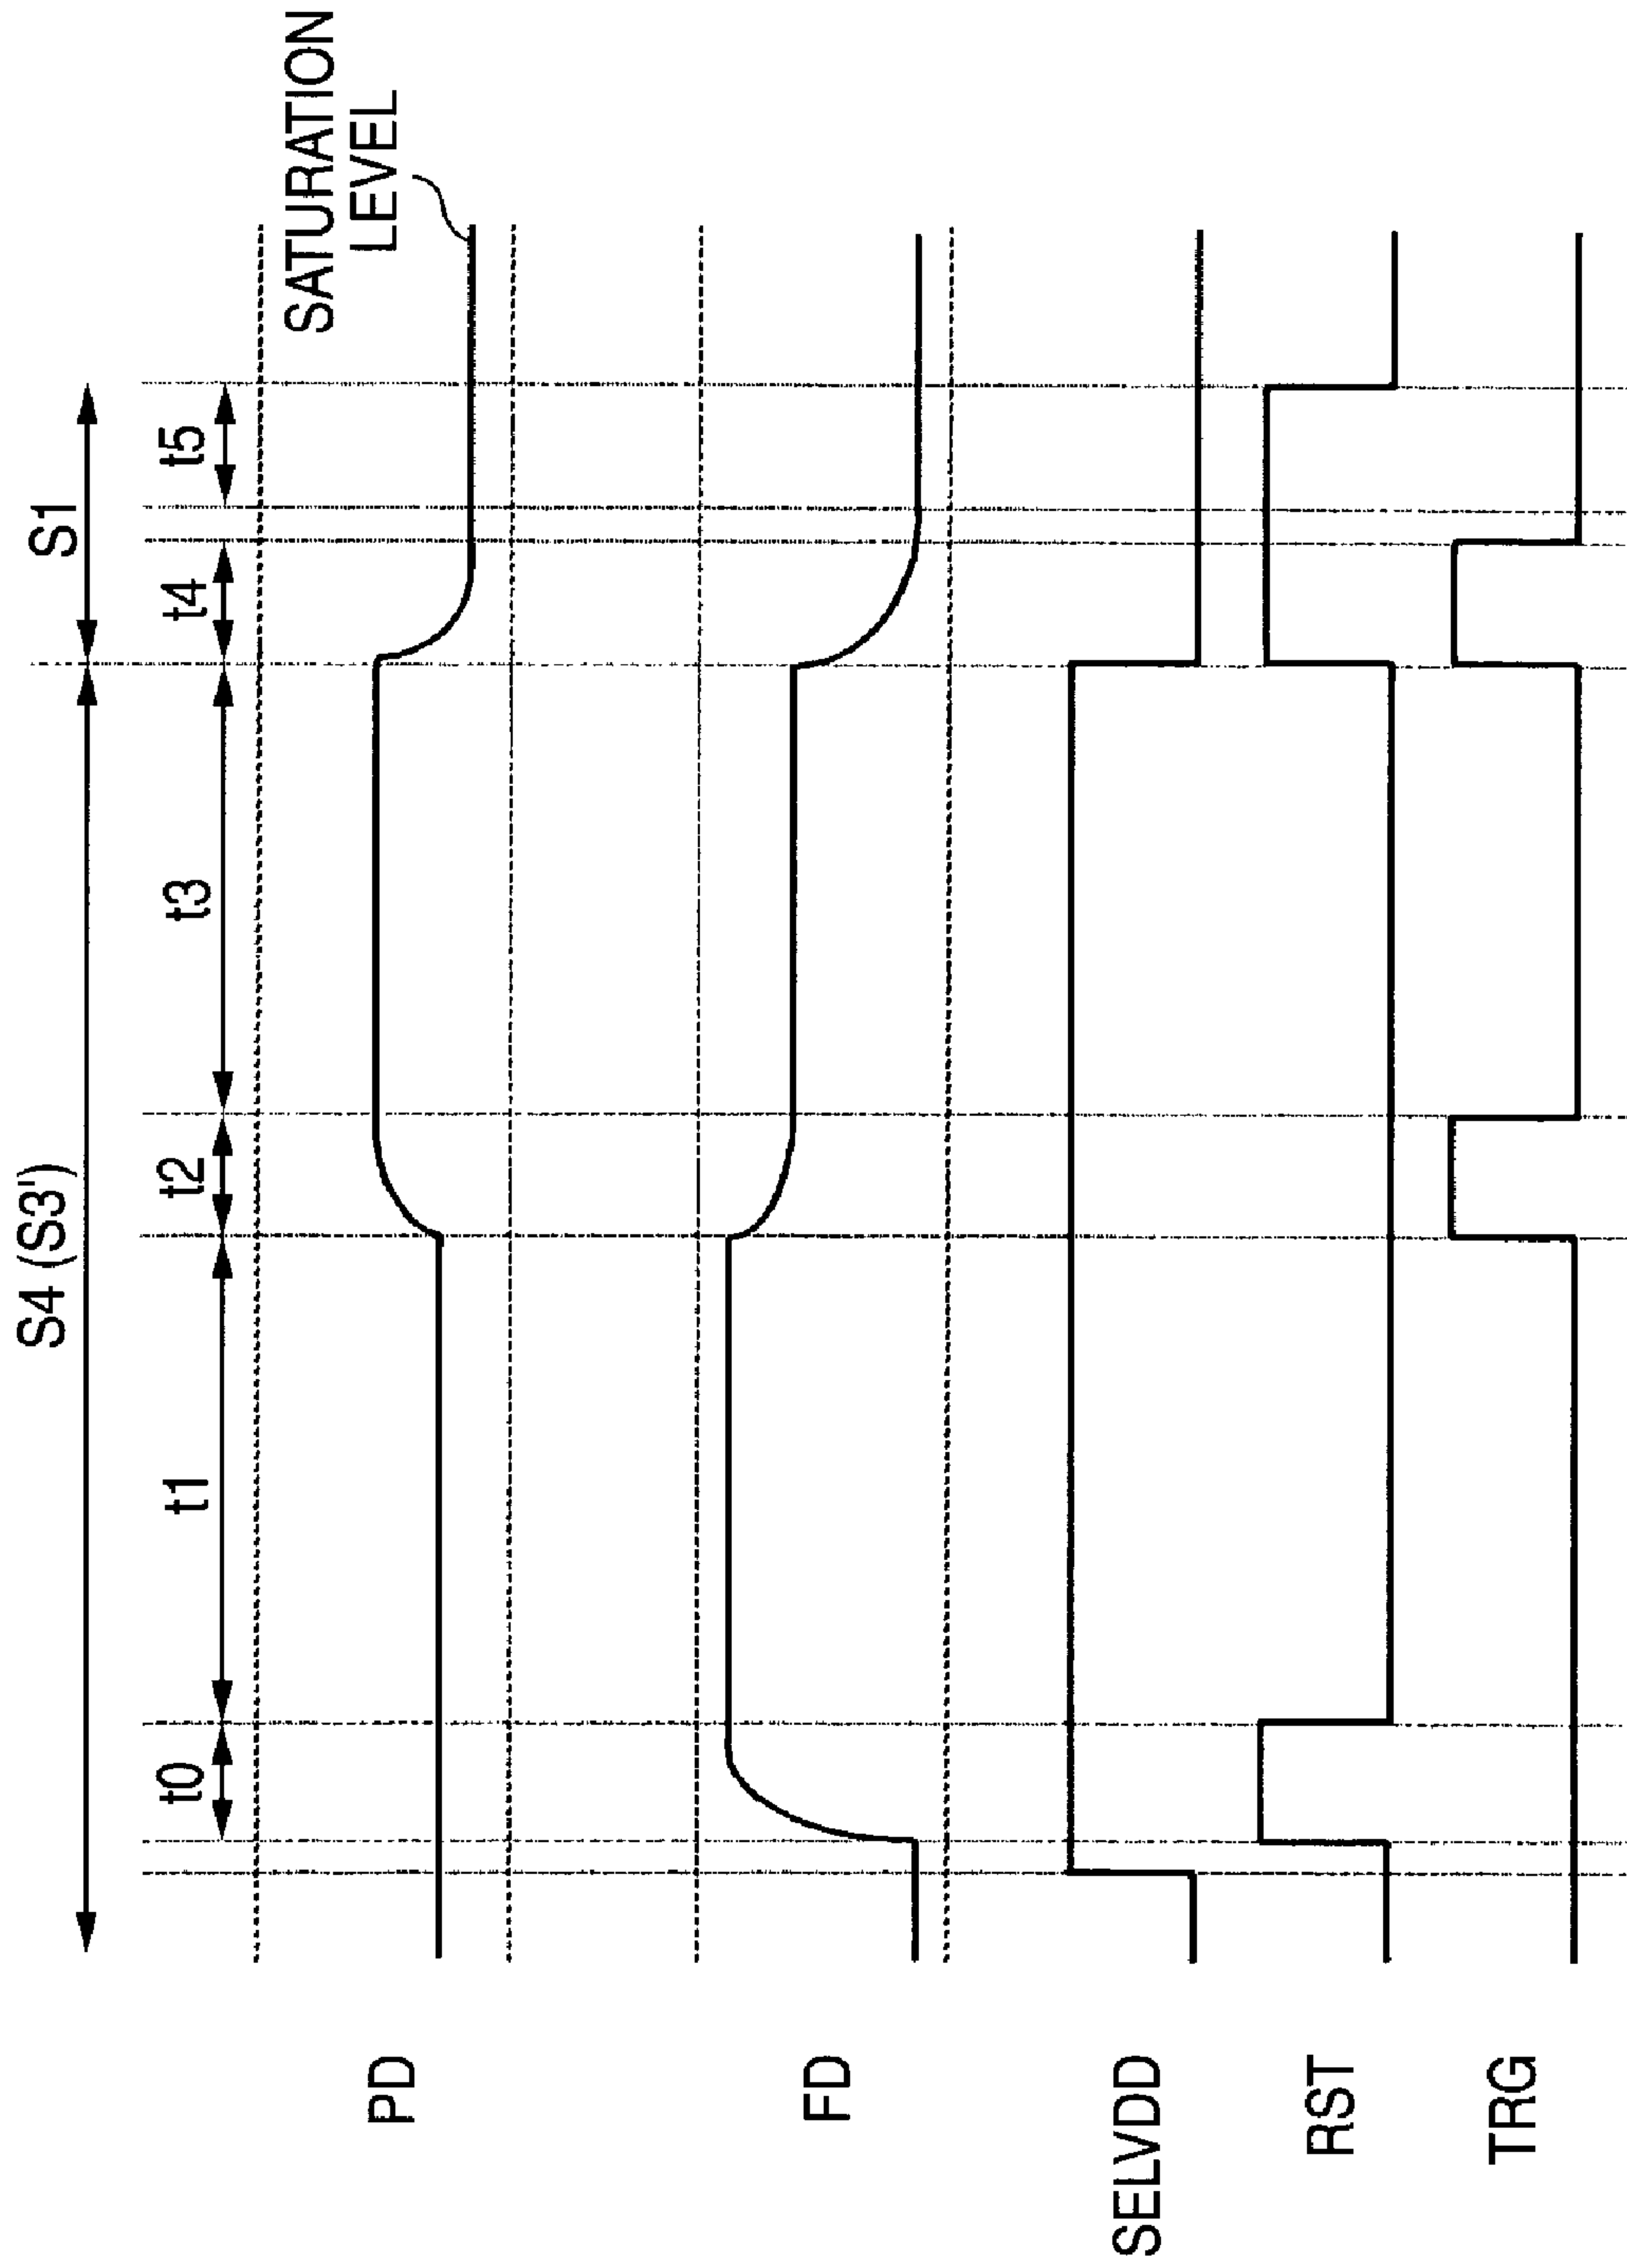 S4 (S3')
S1
t0
t1
t2
t3
t4
t5
SATURATION
LEVEL
PD
FD
SELVDD
RST
TRG